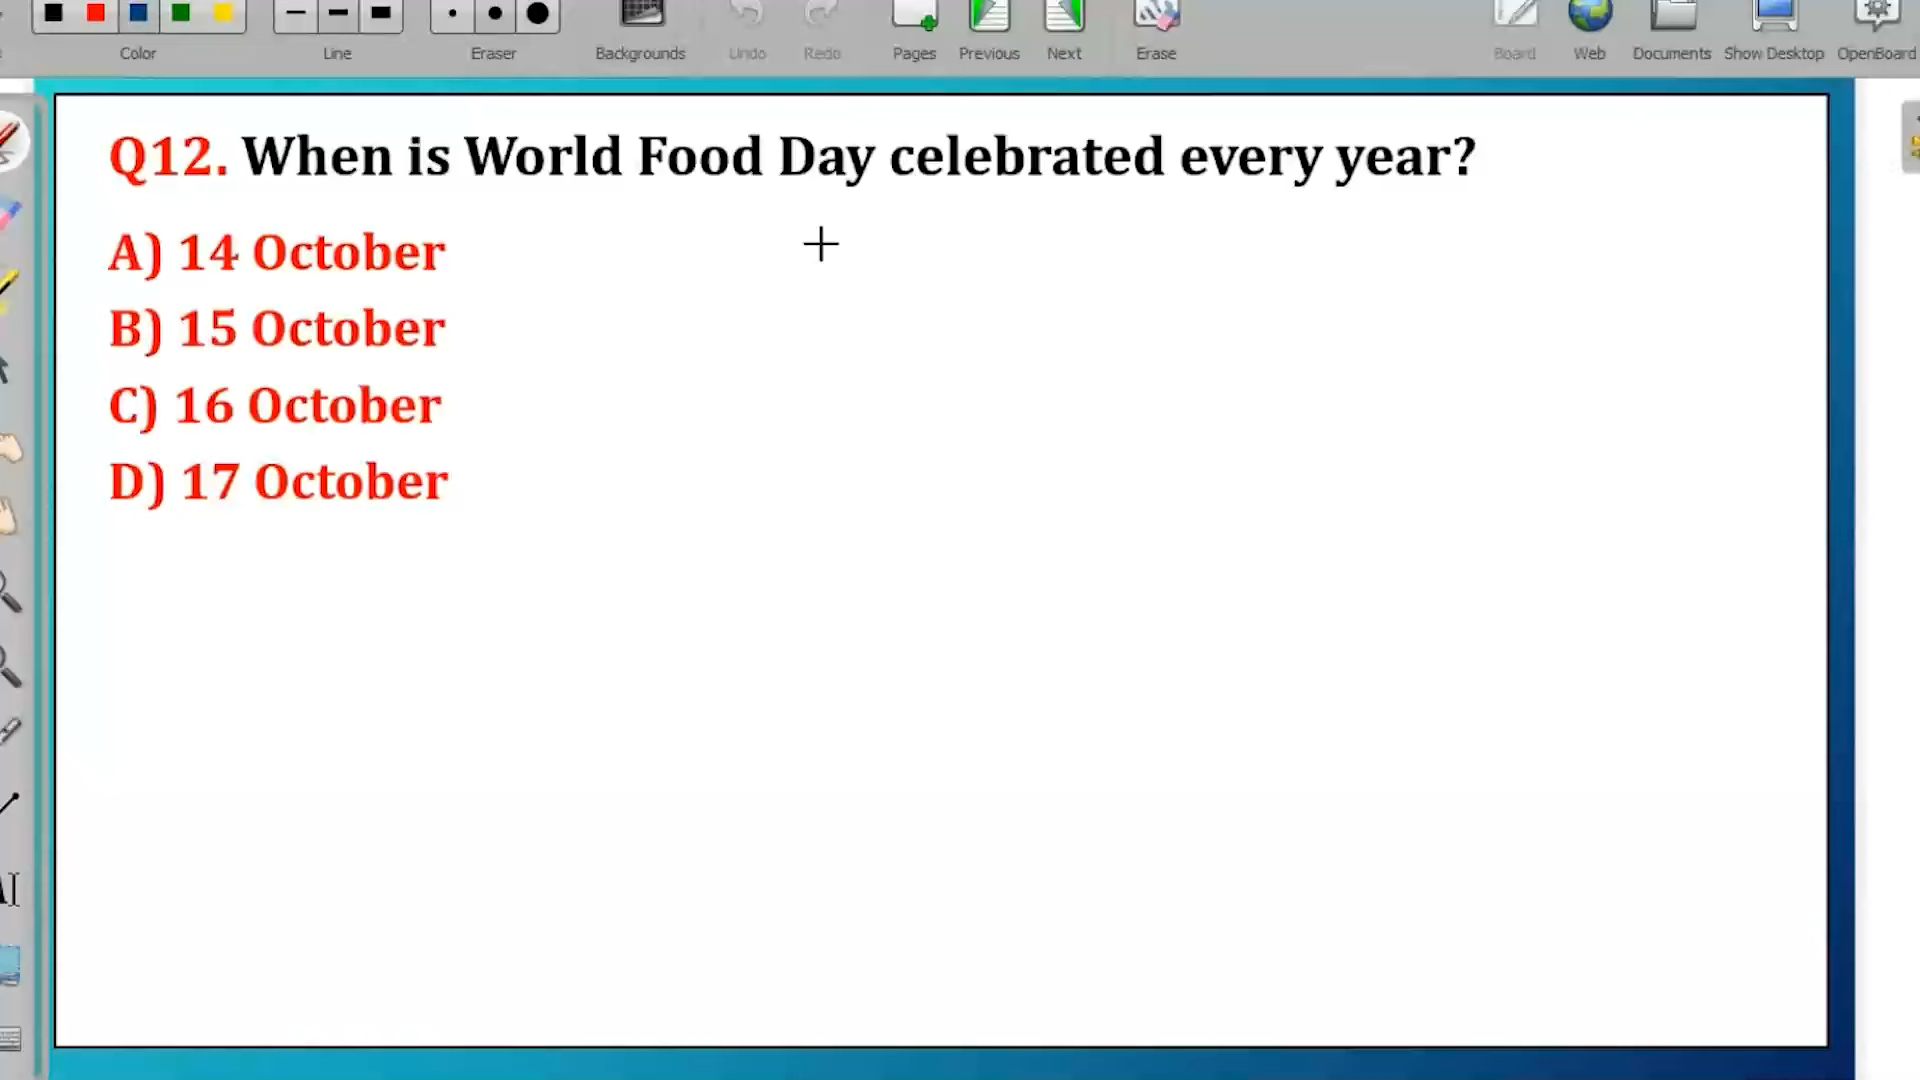 Color Line Eraser Backgrounds Undo Redo Pages Previous Next Erase Board Web Documents Show Desktop OpenBoard
Q12. When is World Food Day celebrated every year?
A) 14 October
B) 15 October
C) 16 October
D) 17 October